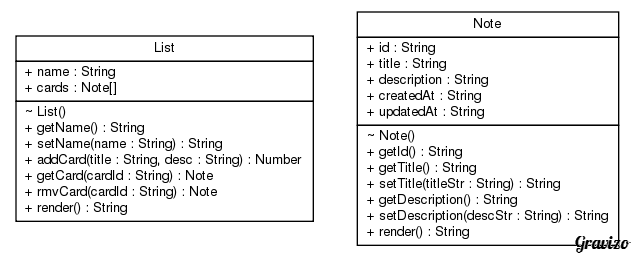 List
+ name : String
+ cards : Note[]
~ List()
+ getName() : String
+ setName(name : String) : String
+ addCard(title : String, desc : String) : Number
+ getCard(cardId : String) : Note
+ rmvCard(cardId : String) : Note
+ render() : String
Note
+ id : String
+ title : String
+ description : String
+ createdAt : String
+ updatedAt : String
~ Note()
+ getId() : String
+ getTitle() : String
+ setTitle(titleStr : String) : String
+ getDescription() : String
+ setDescription(descStr : String) : String
+ render() : String
Gravizo